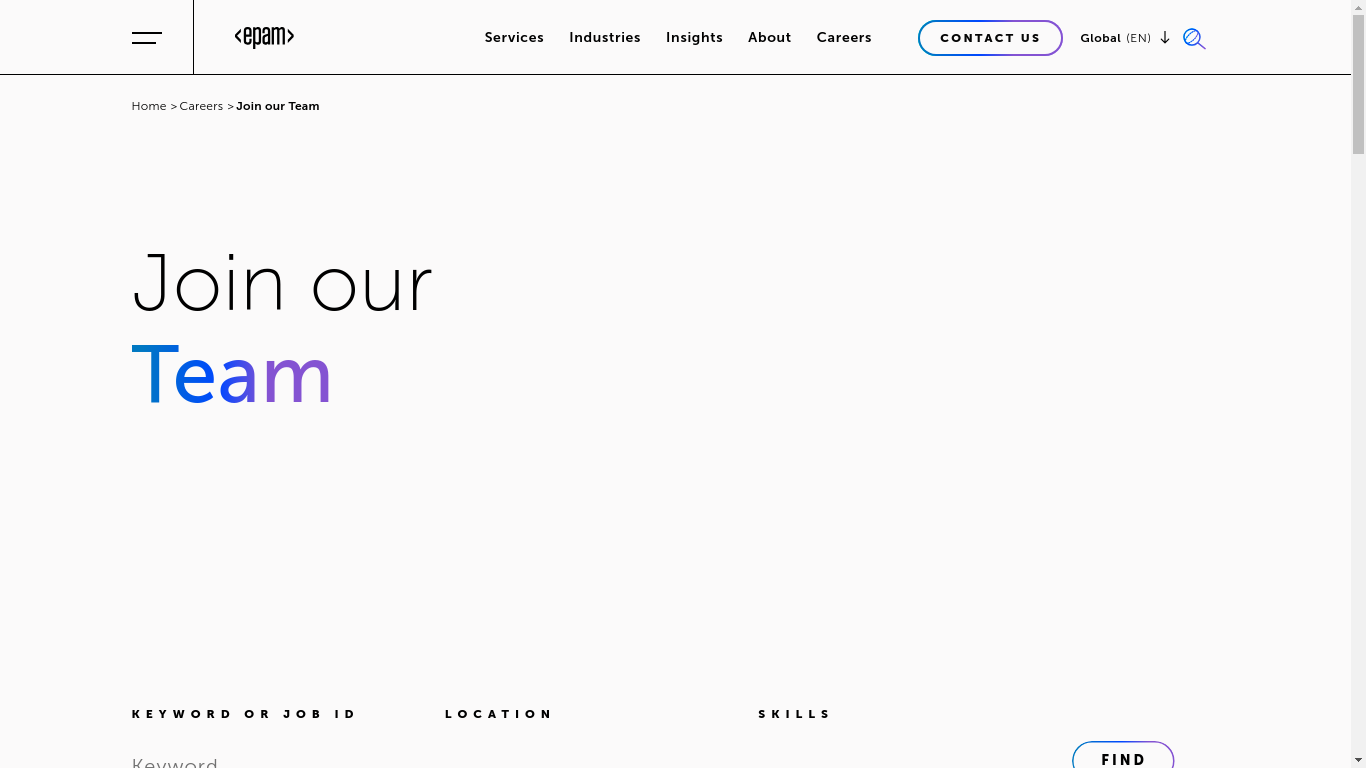 <epam>
Services Industries Insights About Careers
CONTACT US
Global (EN)
Home > Careers > Join our Team
Join our
Team
KEYWORD OR JOB ID LOCATION SKILLS
Keyword
FIND